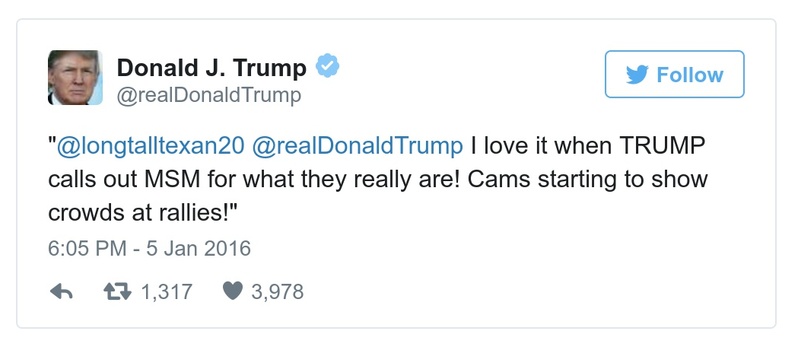 Donald J. Trump
@realDonaldTrump
Follow
"@longtalltexan20 @realDonaldTrump I love it when TRUMP
calls out MSM for what they really are! Cams starting to show
crowds at rallies!"
6:05 PM - 5 Jan 2016
1,317 3,978